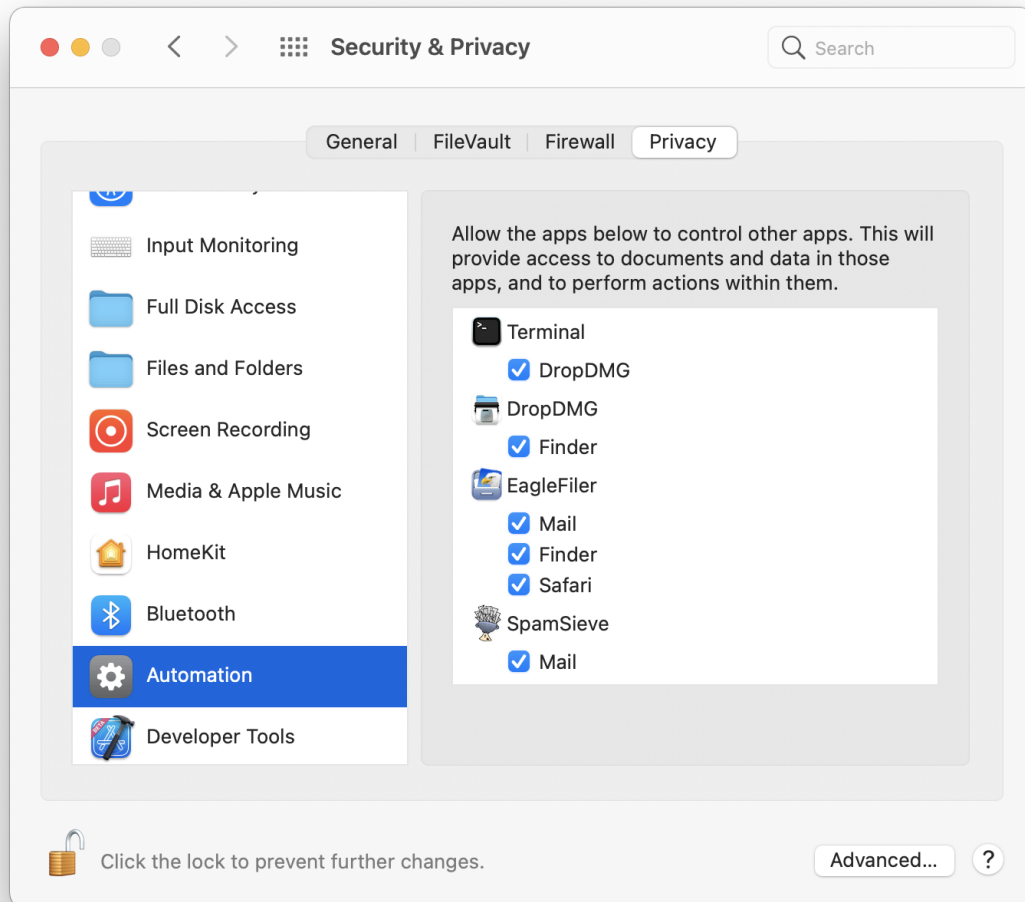 Security & Privacy
Search
General
FileVault
Firewall
Privacy
Input Monitoring
Full Disk Access
Files and Folders
Screen Recording
Media & Apple Music
HomeKit
Bluetooth
Automation
Developer Tools
Allow the apps below to control other apps. This will
provide access to documents and data in those
apps, and to perform actions within them.
Terminal
DropDMG
DropDMG
Finder
EagleFiler
Mail
Finder
Safari
SpamSieve
Mail
Click the lock to prevent further changes.
Advanced...
?